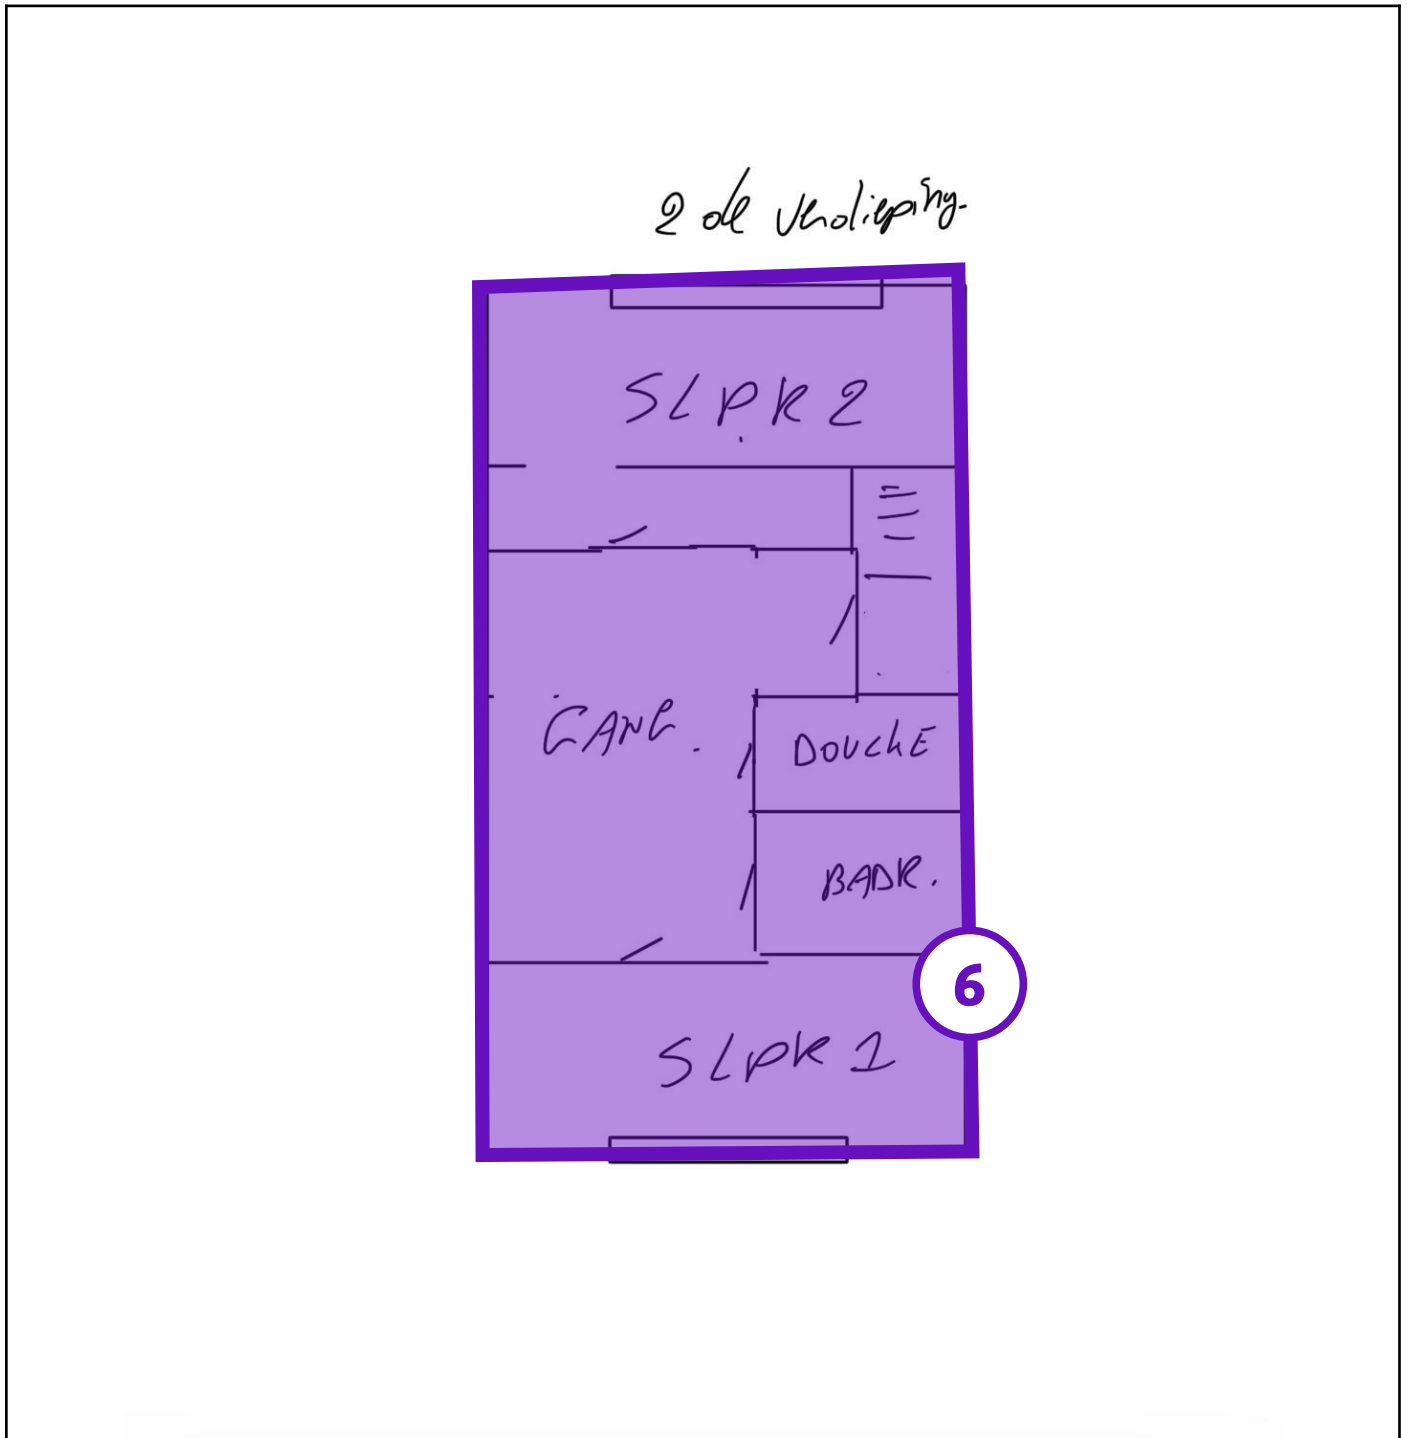 2 de verdieping.
SLPK 2
GANG.
DOUCHE
BADK.
6
SLPK 1